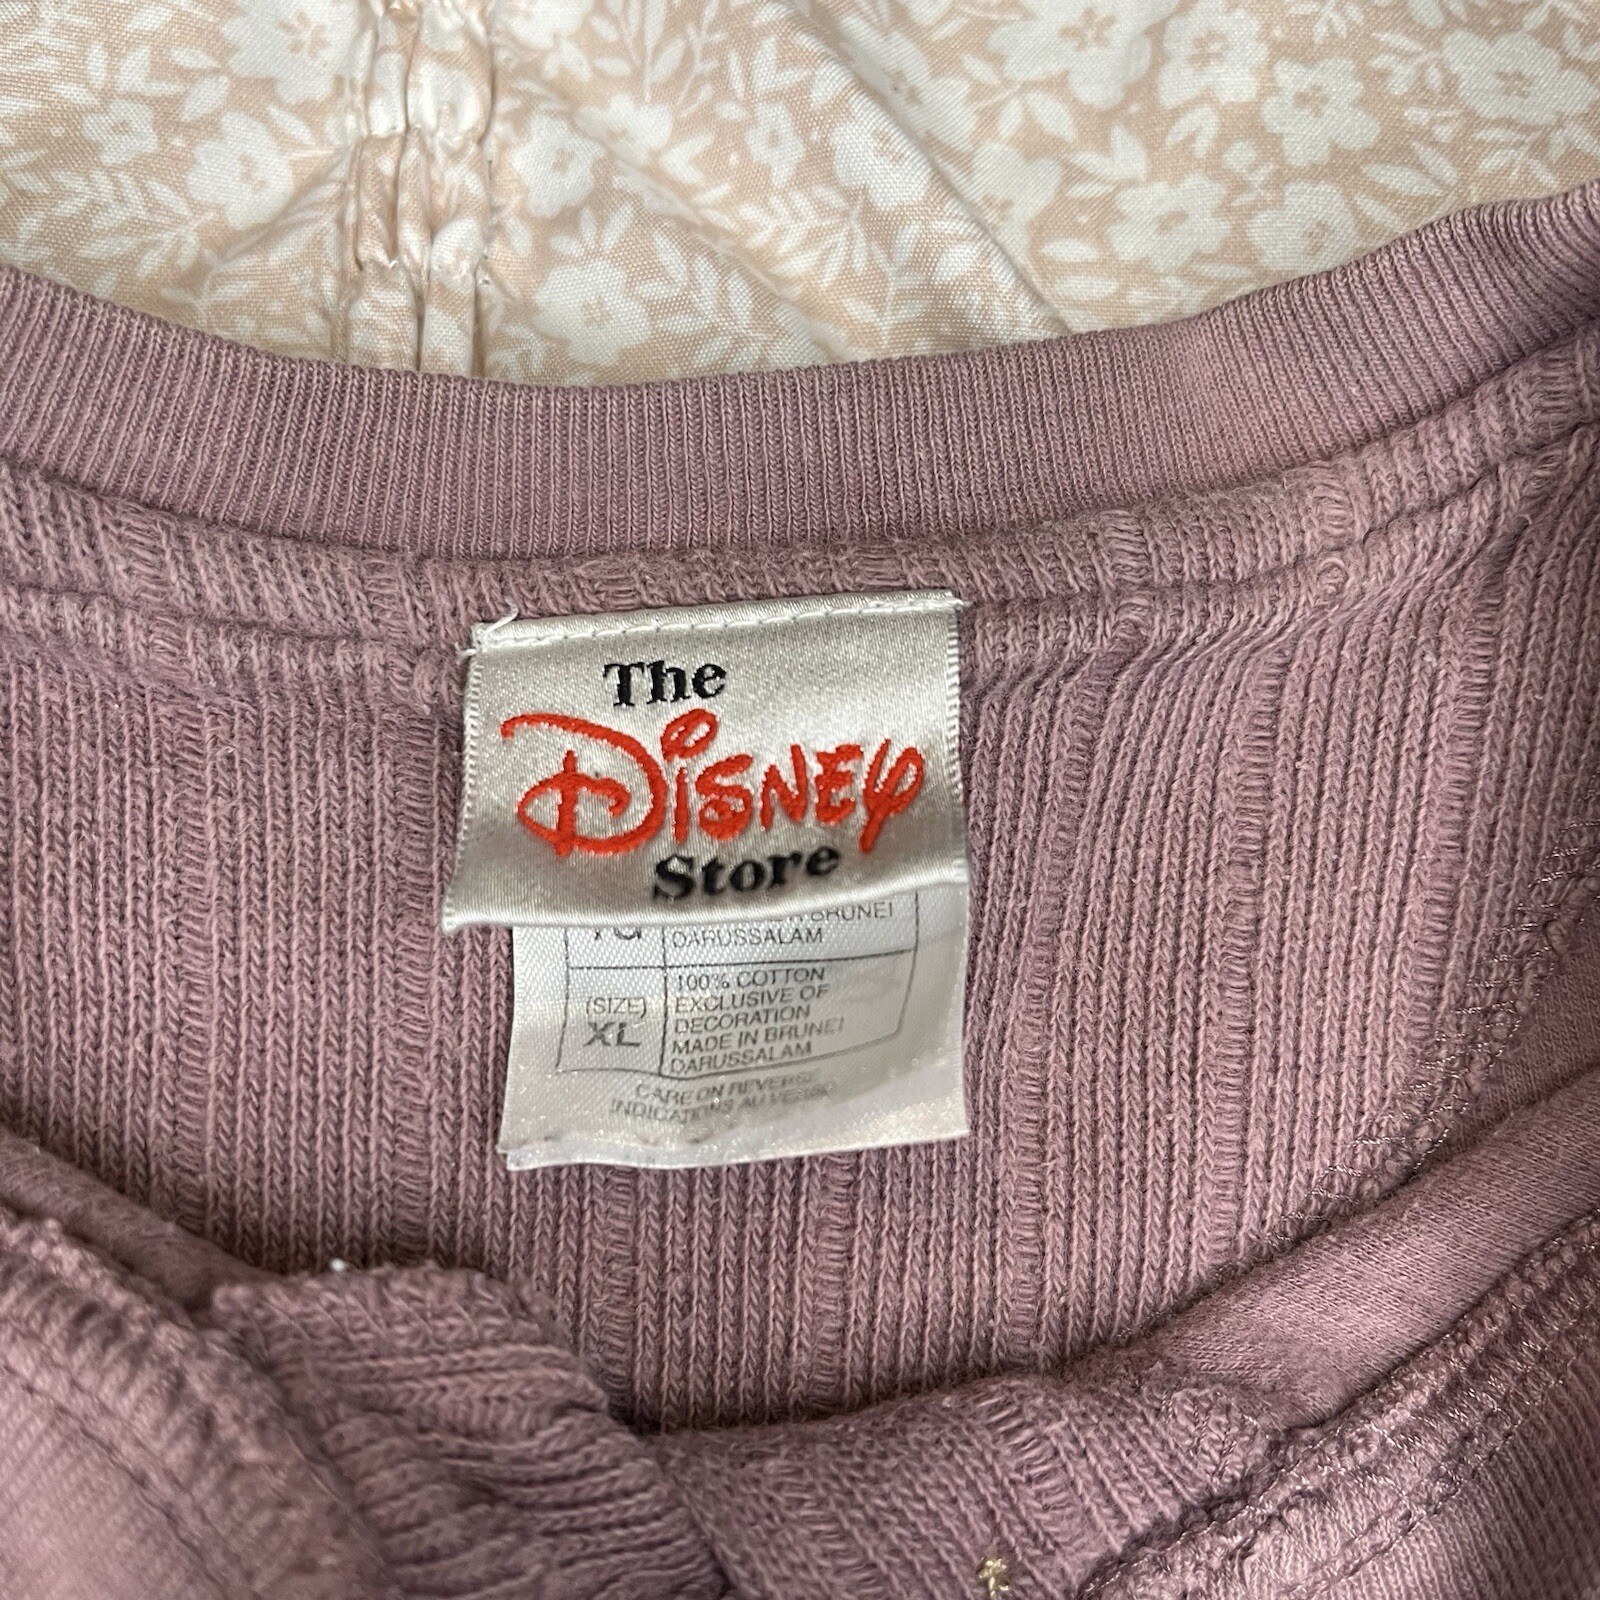 The
Disney
Store
BRUNEI
DARUSSALAM
100% COTTON
(SIZE) EXCLUSIVE OF
XL DECORATION
MADE IN BRUNEI
DARUSSALAM
CARE ON REVERSE
INDICATIONS AU VERSO